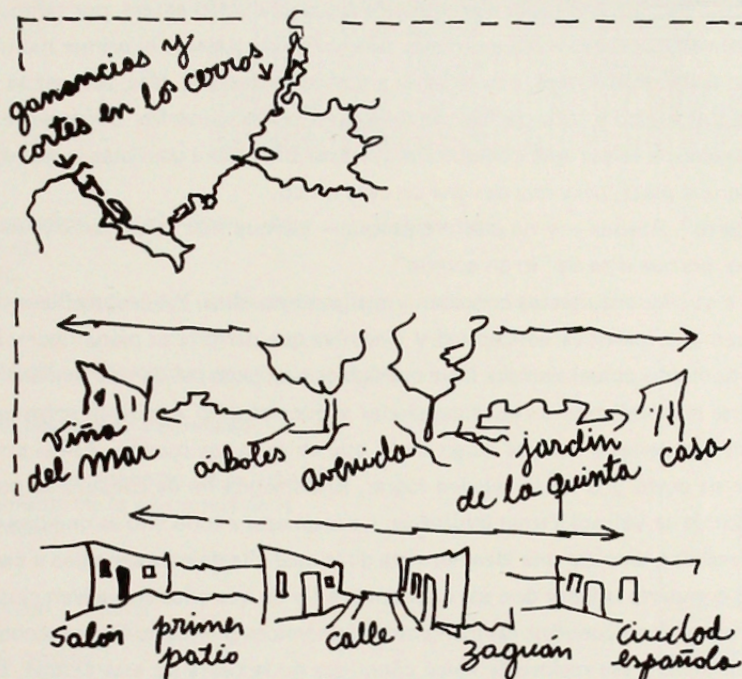 ganancias y
cortes en los cerros
Viña
del mar
árboles
avenida
jardín
de la quinta
casa
Salón
primer
patio
calle
zaguán
ciudad
española